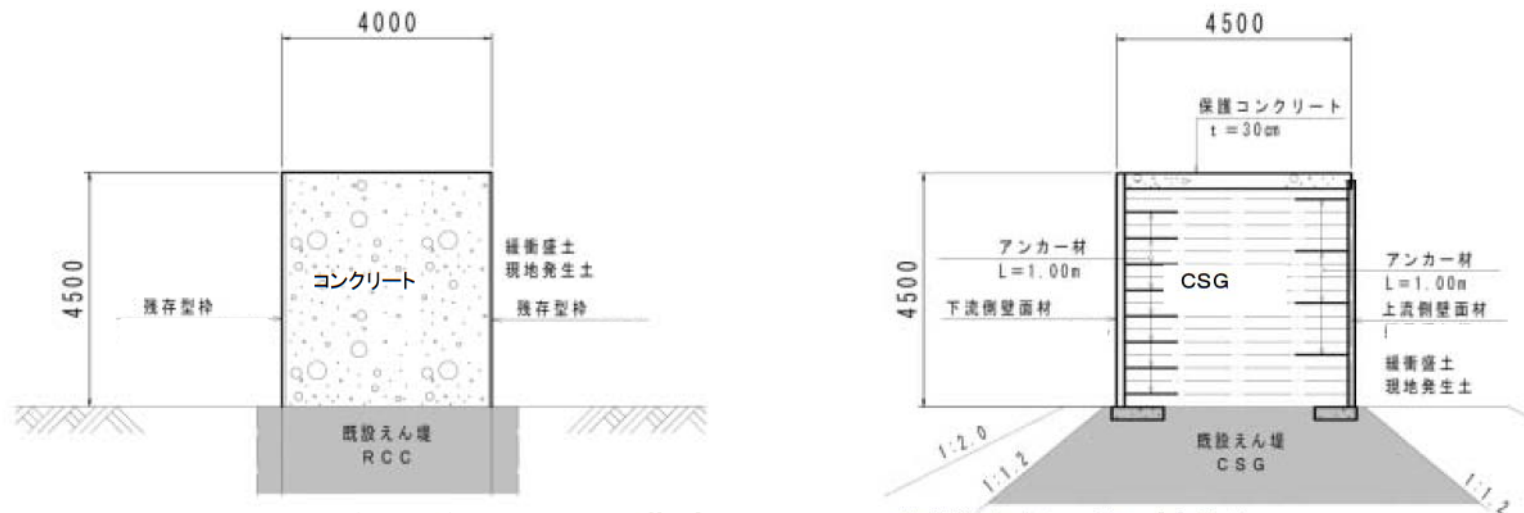 4000
4500
コンクリート
緩衝盛土
現地発生土
残存型枠
残存型枠
既設えん堤
RCC
4500
保護コンクリート
t=30cm
4500
アンカー材
L=1.00m
下流側壁面材
CSG
アンカー材
L=1.00m
上流側壁面材
緩衝盛土
現地発生土
1:2.0
1:1.2
既設えん堤
CSG
1:1.2